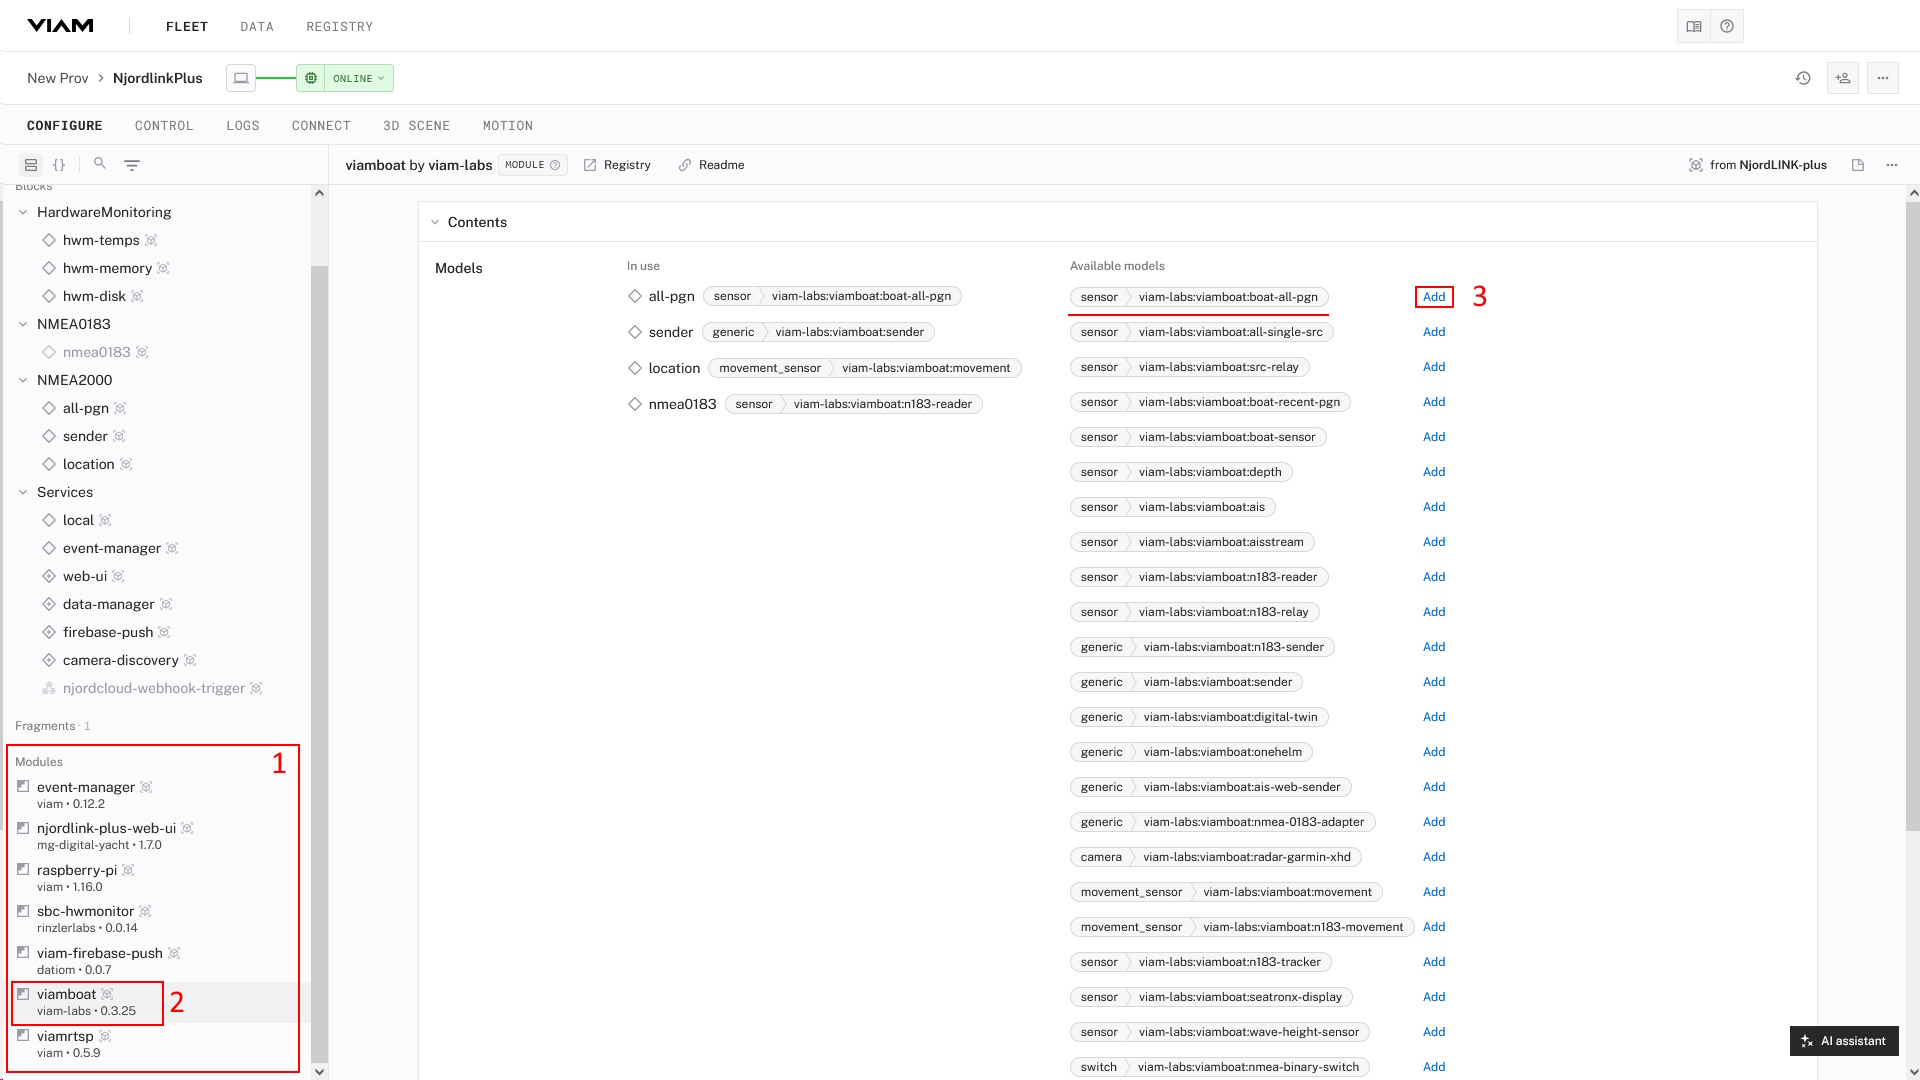 VIAM
FLEET DATA REGISTRY
New Prov > NjordlinkPlus ONLINE
CONFIGURE CONTROL LOGS CONNECT 3D SCENE MOTION
{}
viamboat by viam-labs MODULE Registry Readme from NjordLINK-plus
Blocks
HardwareMonitoring
hwm-temps
hwm-memory
hwm-disk
NMEA0183
nmea0183
NMEA2000
all-pgn
sender
location
Services
local
event-manager
web-ui
data-manager
firebase-push
camera-discovery
njordcloud-webhook-trigger
Fragments · 1
Modules 1
event-manager
viam • 0.12.2
njordlink-plus-web-ui
mg-digital-yacht • 1.7.0
raspberry-pi
viam • 1.16.0
sbc-hwmonitor
rinzlerlabs • 0.0.14
viam-firebase-push
datiom • 0.0.7
viamboat
viam-labs • 0.3.25
2
viamrtsp
viam • 0.5.9
Contents
Models
In use
all-pgn sensor viam-labs:viamboat:boat-all-pgn
sender generic viam-labs:viamboat:sender
location movement_sensor viam-labs:viamboat:movement
nmea0183 sensor viam-labs:viamboat:n183-reader
Available models
sensor viam-labs:viamboat:boat-all-pgn Add 3
sensor viam-labs:viamboat:all-single-src Add
sensor viam-labs:viamboat:src-relay Add
sensor viam-labs:viamboat:boat-recent-pgn Add
sensor viam-labs:viamboat:boat-sensor Add
sensor viam-labs:viamboat:depth Add
sensor viam-labs:viamboat:ais Add
sensor viam-labs:viamboat:aisstream Add
sensor viam-labs:viamboat:n183-reader Add
sensor viam-labs:viamboat:n183-relay Add
generic viam-labs:viamboat:n183-sender Add
generic viam-labs:viamboat:sender Add
generic viam-labs:viamboat:digital-twin Add
generic viam-labs:viamboat:onehelm Add
generic viam-labs:viamboat:ais-web-sender Add
generic viam-labs:viamboat:nmea-0183-adapter Add
camera viam-labs:viamboat:radar-garmin-xhd Add
movement_sensor viam-labs:viamboat:movement Add
movement_sensor viam-labs:viamboat:n183-movement Add
sensor viam-labs:viamboat:n183-tracker Add
sensor viam-labs:viamboat:seatronx-display Add
sensor viam-labs:viamboat:wave-height-sensor Add
switch viam-labs:viamboat:nmea-binary-switch Add
AI assistant